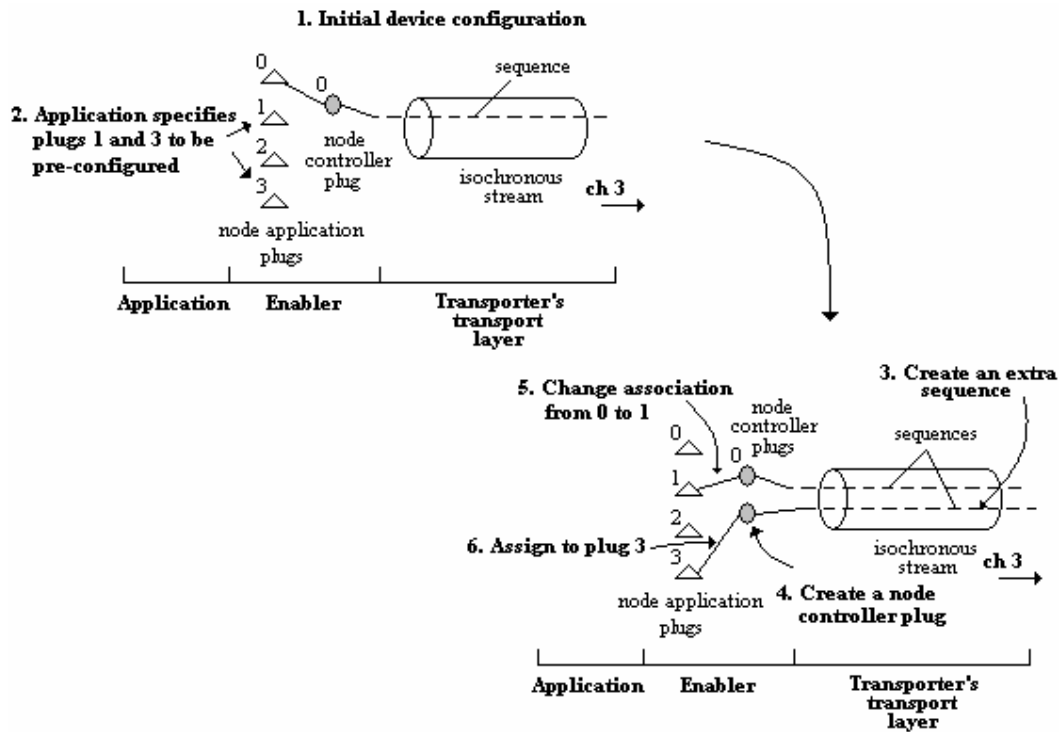 1. Initial device configuration
0
0
sequence
2. Application specifies
plugs 1 and 3 to be
pre-configured
1
2
3
node
controller
plug
isochronous
stream
ch 3
node application
plugs
Application
Enabler
Transporter's
transport
layer
3. Create an extra
sequence
5. Change association
from 0 to 1
node
controller
plugs
0
0
sequences
1
2
6. Assign to plug 3
3
isochronous
stream
ch 3
4. Create a node
controller plug
node application
plugs
Application
Enabler
Transporter's
transport
layer